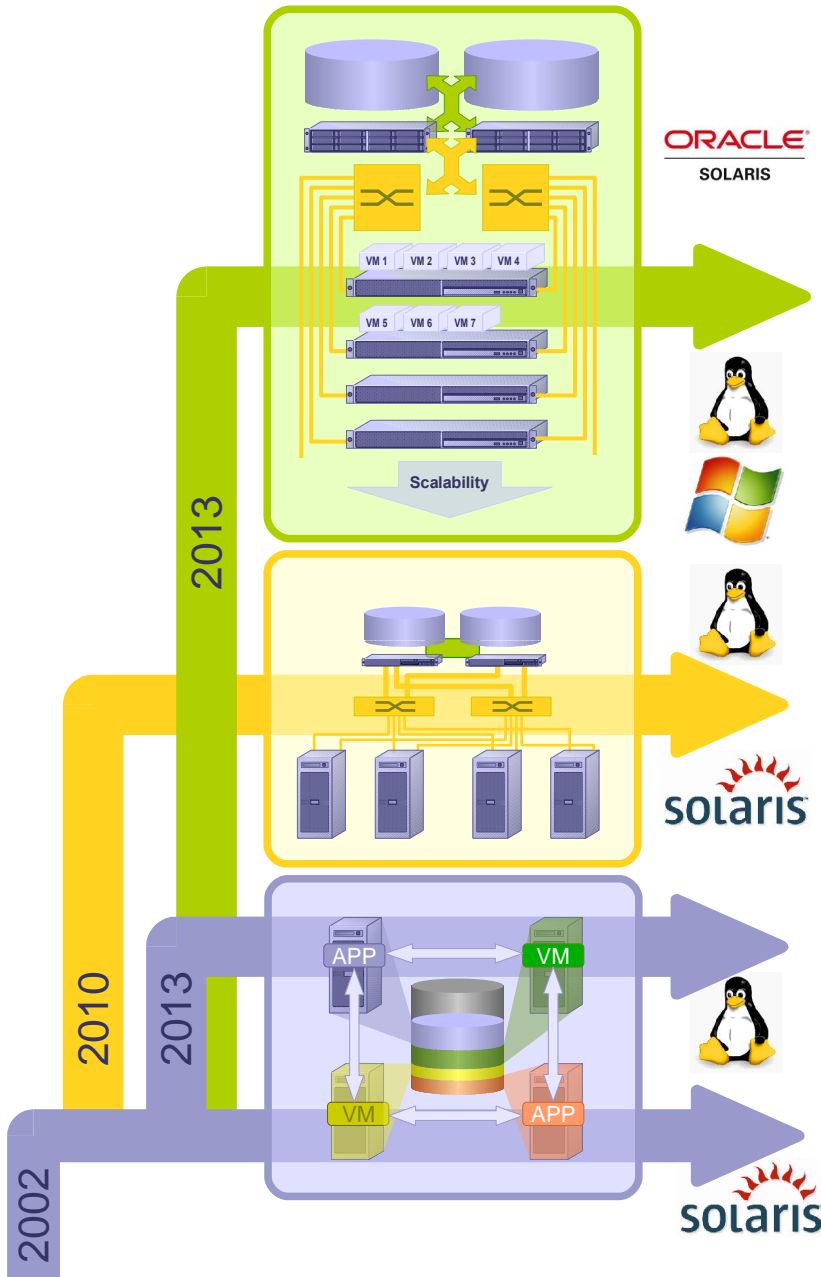 ORACLE®
SOLARIS
VM 1 VM 2 VM 3 VM 4
VM 5 VM 6 VM 7
Scalability
2013
solaris
2010
2013
APP VM
VM APP
2002
solaris